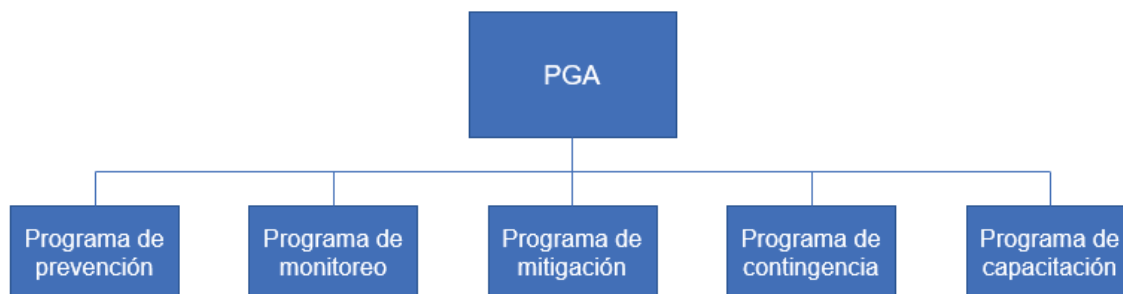 PGA
Programa de
prevención
Programa de
monitoreo
Programa de
mitigación
Programa de
contingencia
Programa de
capacitación